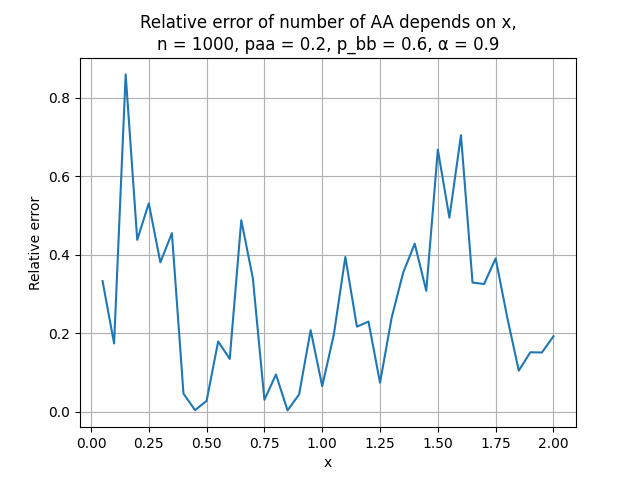 Relative error of number of AA depends on x,
n = 1000, paa = 0.2, p_bb = 0.6, α = 0.9
Relative error
0.8
0.6
0.4
0.2
0.0
0.00 0.25 0.50 0.75 1.00 1.25 1.50 1.75 2.00
x